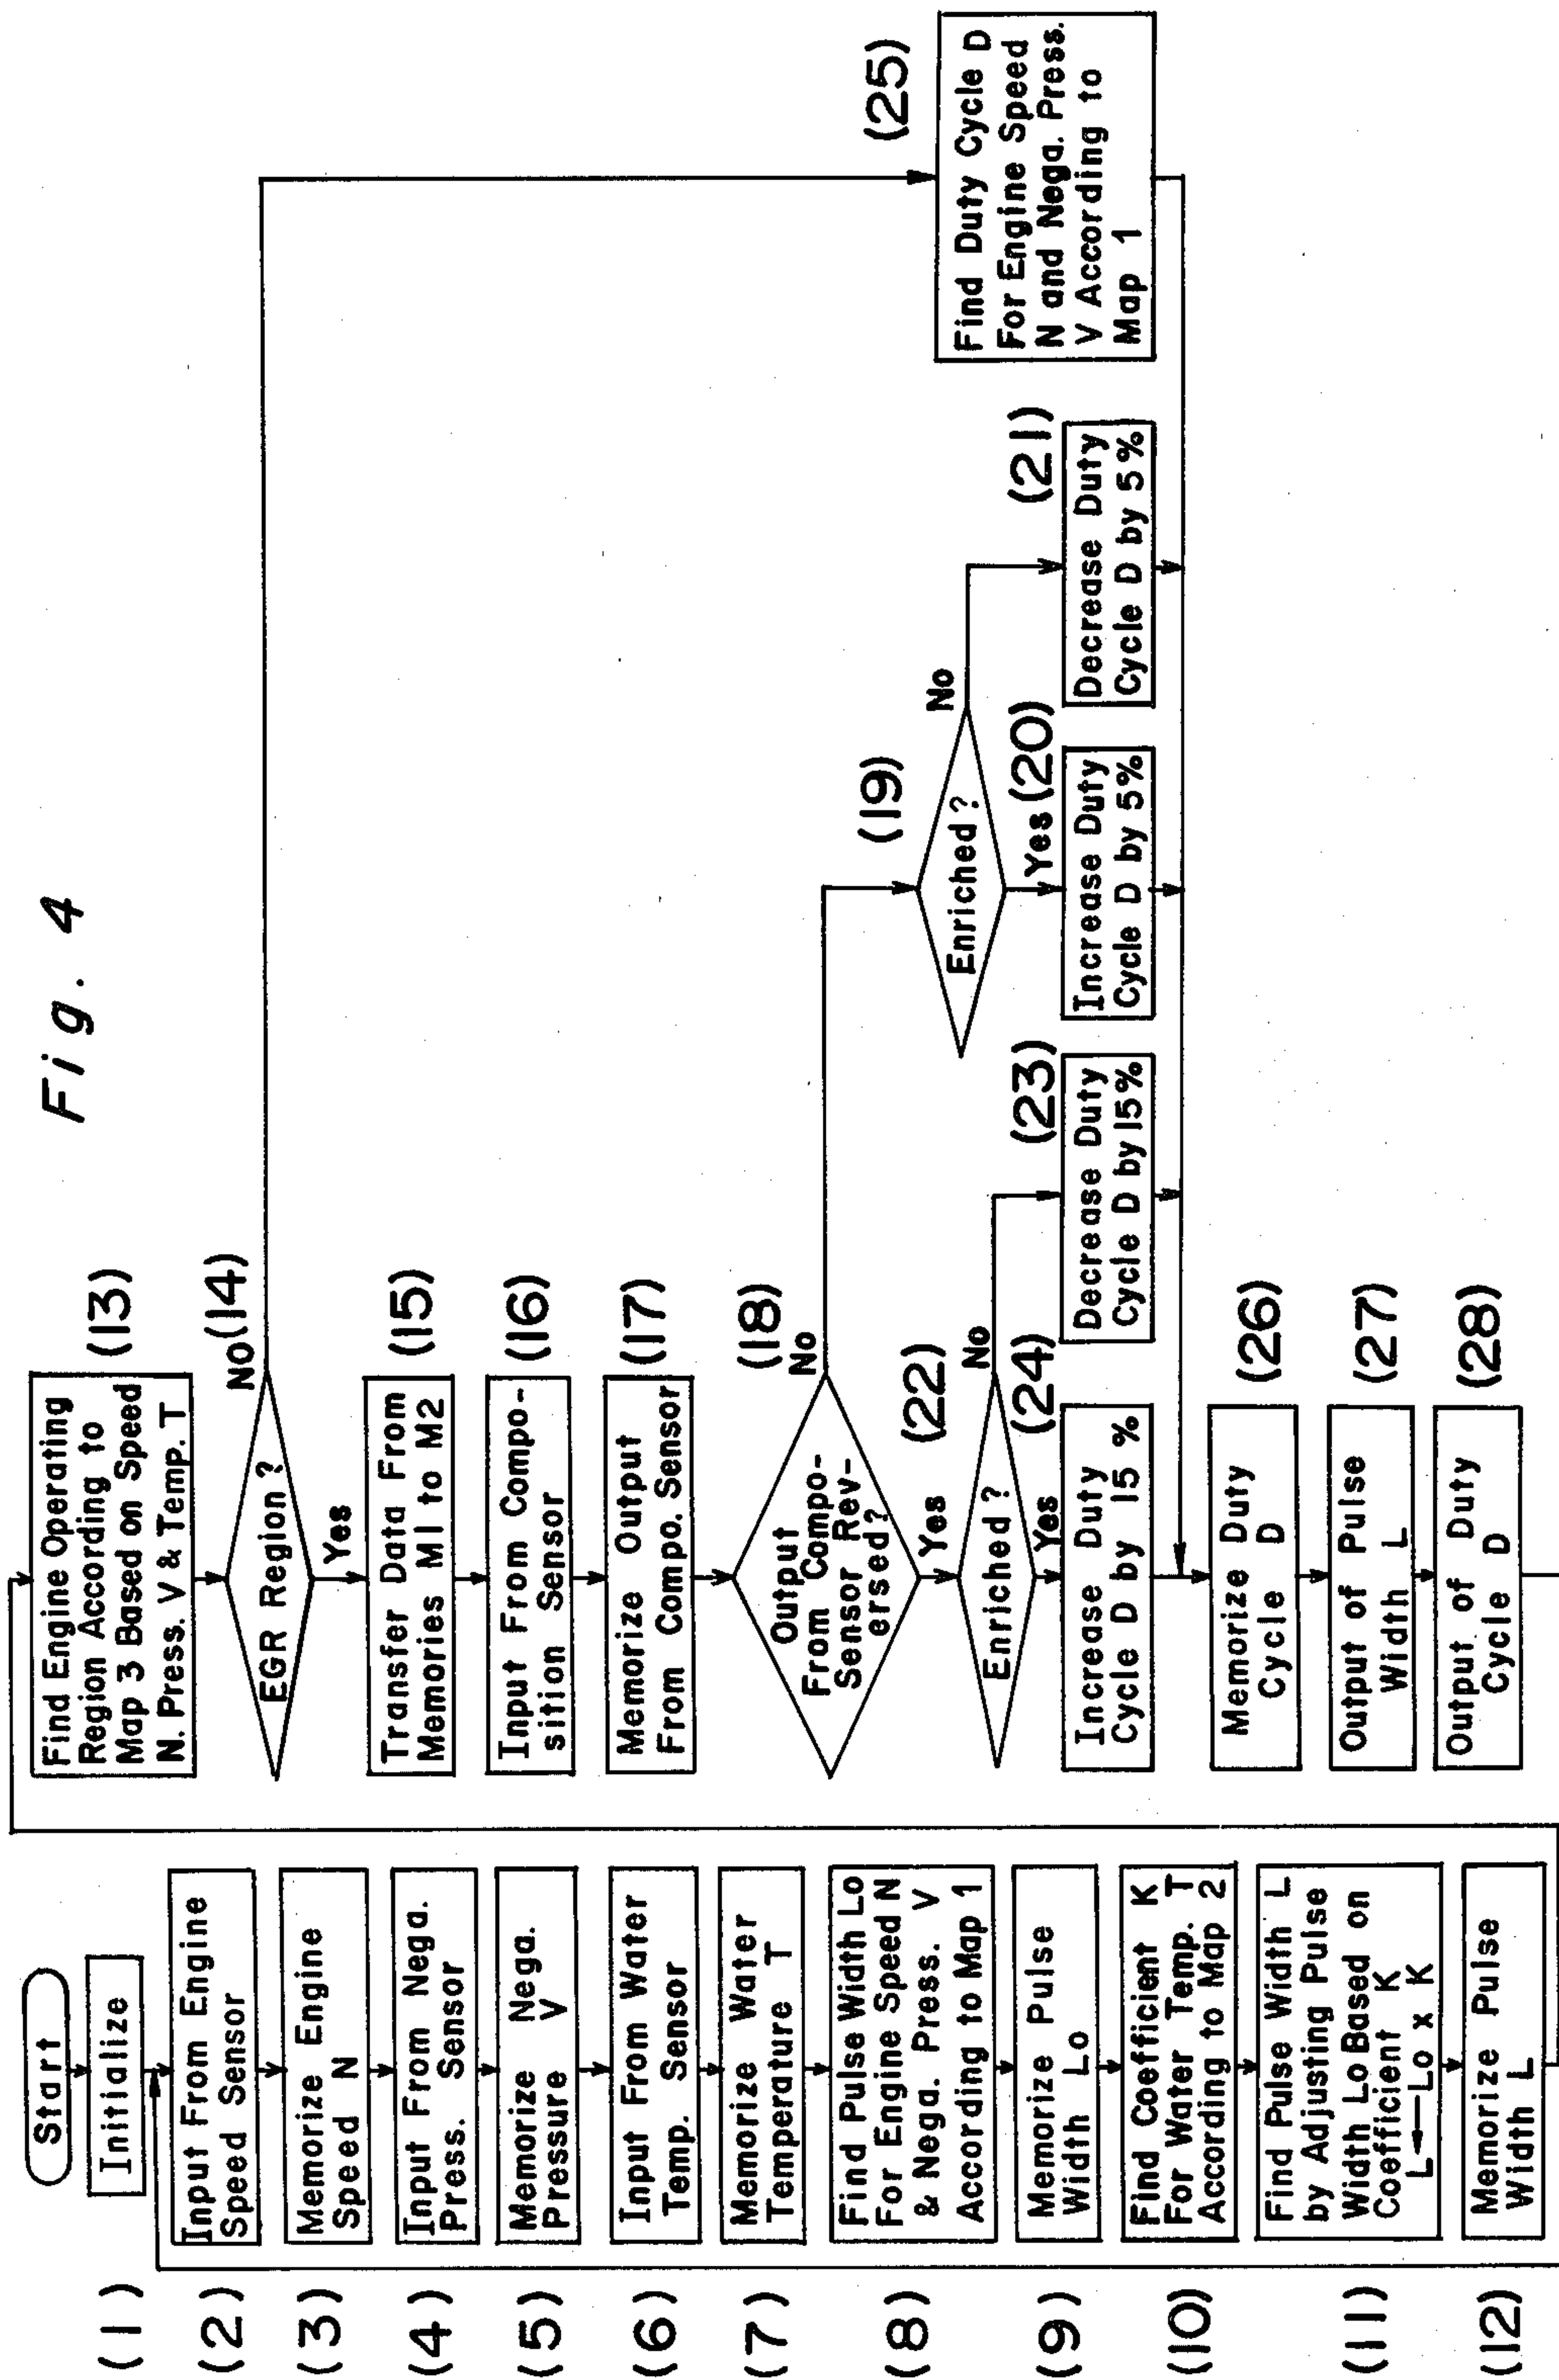 Fig. 4
Start
(1)
Initialize
(2)
Input From Engine
Speed Sensor
(3)
Memorize Engine
Speed N
(4)
Input From Nega.
Press. Sensor
(5)
Memorize Nega.
Pressure V
(6)
Input From Water
Temp. Sensor
(7)
Memorize Water
Temperature T
(8)
Find Pulse Width Lo
For Engine Speed N
& Nega. Press. V
According to Map 1
(9)
Memorize Pulse
Width Lo
(10)
Find Coefficient K
For Water Temp. T
According to Map 2
(11)
Find Pulse Width L
by Adjusting Pulse
Width Lo Based on
Coefficient K
L ← Lo x K
(12)
Memorize Pulse
Width L
(13)
Find Engine Operating
Region According to
Map 3 Based on Speed
N. Press. V & Temp. T
(14)
EGR Region ?
No
Yes
(15)
Transfer Data From
Memories M1 to M2
(16)
Input From Compo-
sition Sensor
(17)
Memorize Output
From Compo. Sensor
(18)
Output
From Compo-
Sensor Rev-
ersed?
No
Yes
(22)
Enriched ?
No
Yes
(24)
Increase Duty
Cycle D by 15 %
(23)
Decrease Duty
Cycle D by 15%
(19)
Enriched ?
No
Yes
(20)
Increase Duty
Cycle D by 5%
(21)
Decrease Duty
Cycle D by 5%
(25)
Find Duty Cycle D
For Engine Speed
N and Nega. Press.
V According to
Map 1
(26)
Memorize Duty
Cycle D
(27)
Output of Pulse
Width L
(28)
Output of Duty
Cycle D